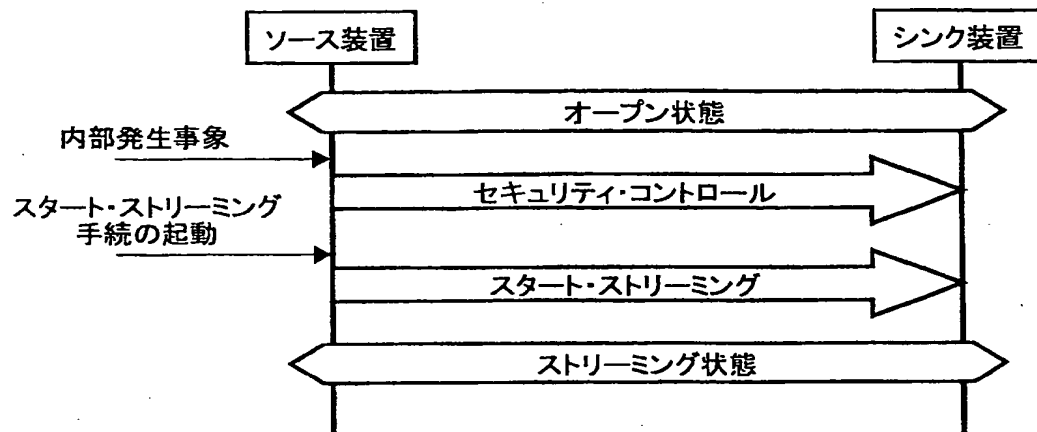 ソース装置
シンク装置
オープン状態
内部発生事象
セキュリティ・コントロール
スタート・ストリーミング
手続の起動
スタート・ストリーミング
ストリーミング状態